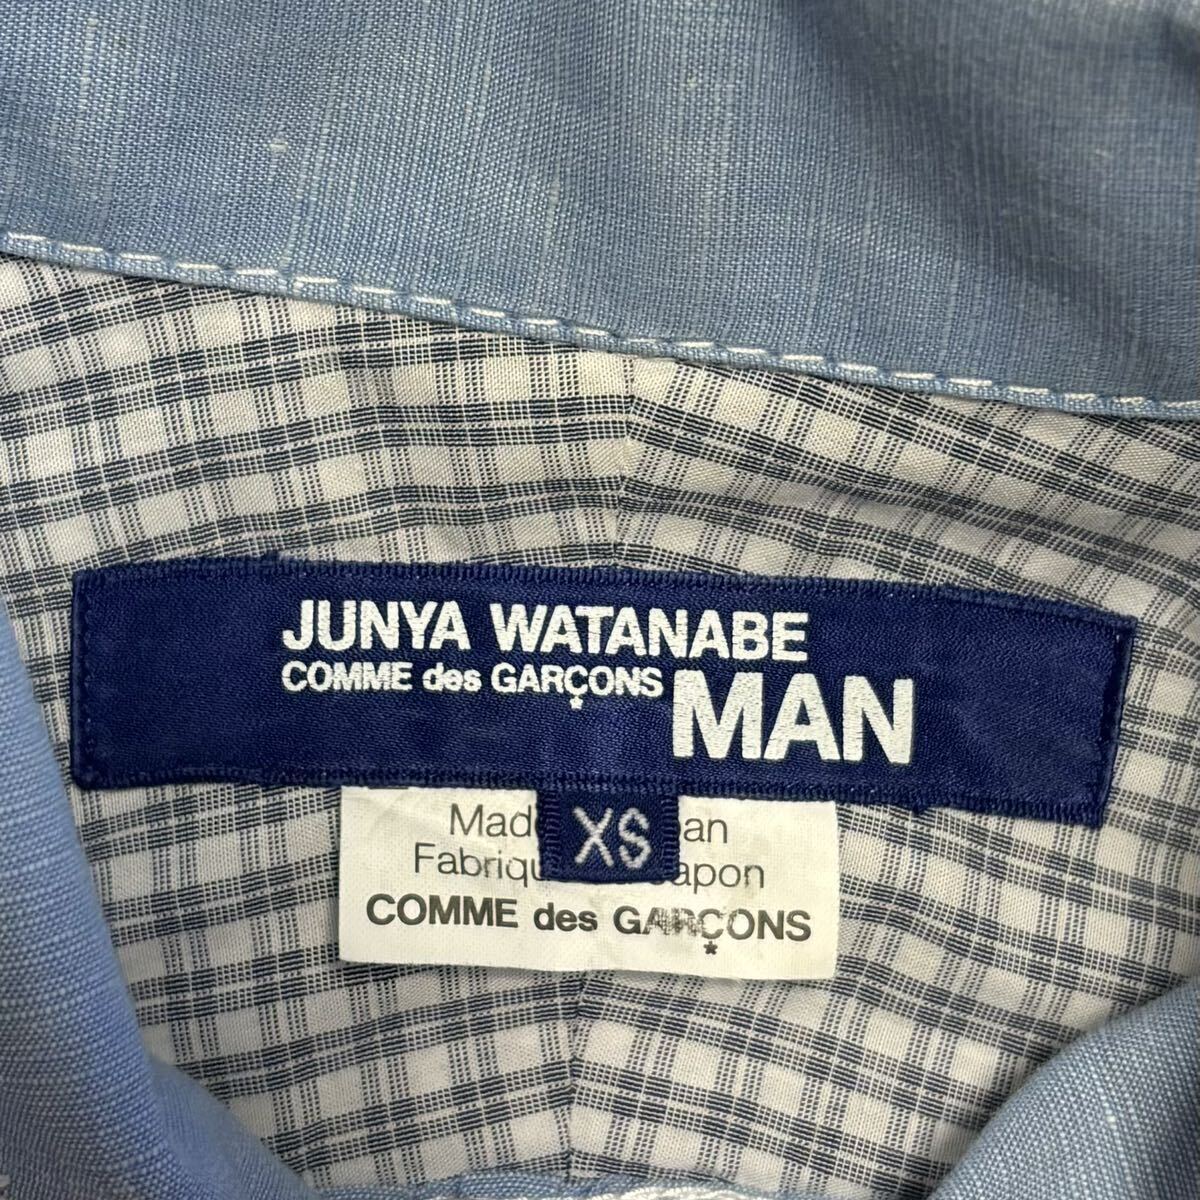 JUNYA WATANABE
COMME des GARÇONS MAN
XS
COMME des GARÇONS